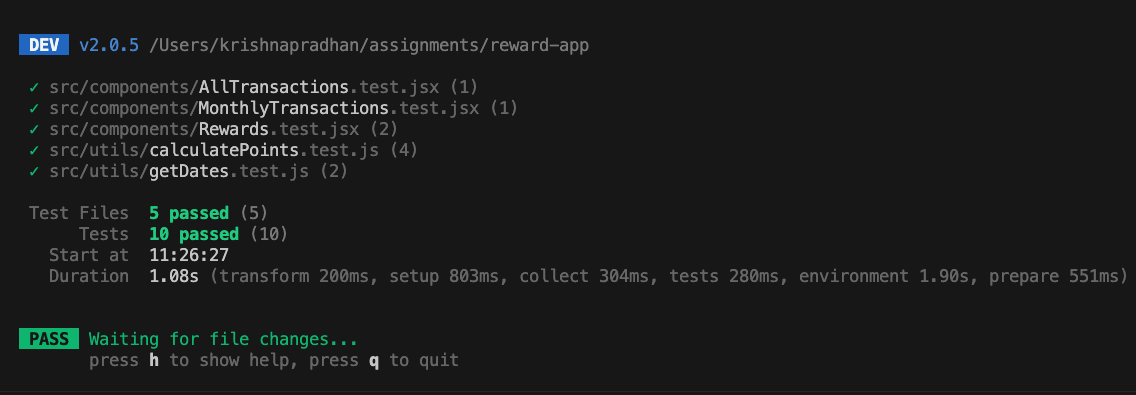 DEV v2.0.5 /Users/krishnapradhan/assignments/reward-app
✓ src/components/AllTransactions.test.jsx (1)
✓ src/components/MonthlyTransactions.test.jsx (1)
✓ src/components/Rewards.test.jsx (2)
✓ src/utils/calculatePoints.test.js (4)
✓ src/utils/getDates.test.js (2)
Test Files 5 passed (5)
Tests 10 passed (10)
Start at 11:26:27
Duration 1.08s (transform 200ms, setup 803ms, collect 304ms, tests 280ms, environment 1.90s, prepare 551ms)
PASS Waiting for file changes...
press h to show help, press q to quit